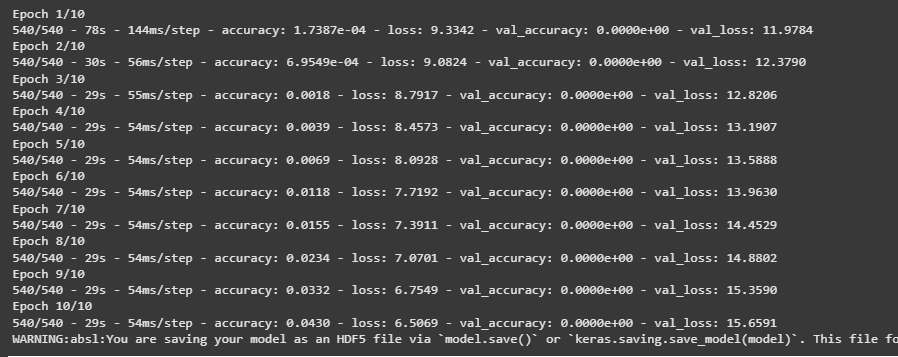 Epoch 1/10
540/540 - 78s - 144ms/step - accuracy: 1.7387e-04 - loss: 9.3342 - val_accuracy: 0.0000e+00 - val_loss: 11.9784
Epoch 2/10
540/540 - 30s - 56ms/step - accuracy: 6.9549e-04 - loss: 9.0824 - val_accuracy: 0.0000e+00 - val_loss: 12.3790
Epoch 3/10
540/540 - 29s - 55ms/step - accuracy: 0.0018 - loss: 8.7917 - val_accuracy: 0.0000e+00 - val_loss: 12.8206
Epoch 4/10
540/540 - 29s - 54ms/step - accuracy: 0.0039 - loss: 8.4573 - val_accuracy: 0.0000e+00 - val_loss: 13.1907
Epoch 5/10
540/540 - 29s - 54ms/step - accuracy: 0.0069 - loss: 8.0928 - val_accuracy: 0.0000e+00 - val_loss: 13.5888
Epoch 6/10
540/540 - 29s - 54ms/step - accuracy: 0.0118 - loss: 7.7192 - val_accuracy: 0.0000e+00 - val_loss: 13.9630
Epoch 7/10
540/540 - 29s - 54ms/step - accuracy: 0.0155 - loss: 7.3911 - val_accuracy: 0.0000e+00 - val_loss: 14.4529
Epoch 8/10
540/540 - 29s - 54ms/step - accuracy: 0.0234 - loss: 7.0701 - val_accuracy: 0.0000e+00 - val_loss: 14.8802
Epoch 9/10
540/540 - 29s - 54ms/step - accuracy: 0.0332 - loss: 6.7549 - val_accuracy: 0.0000e+00 - val_loss: 15.3590
Epoch 10/10
540/540 - 29s - 54ms/step - accuracy: 0.0430 - loss: 6.5069 - val_accuracy: 0.0000e+00 - val_loss: 15.6591
WARNING:absl:You are saving your model as an HDF5 file via `model.save()` or `keras.saving.save_model(model)`. This file fo